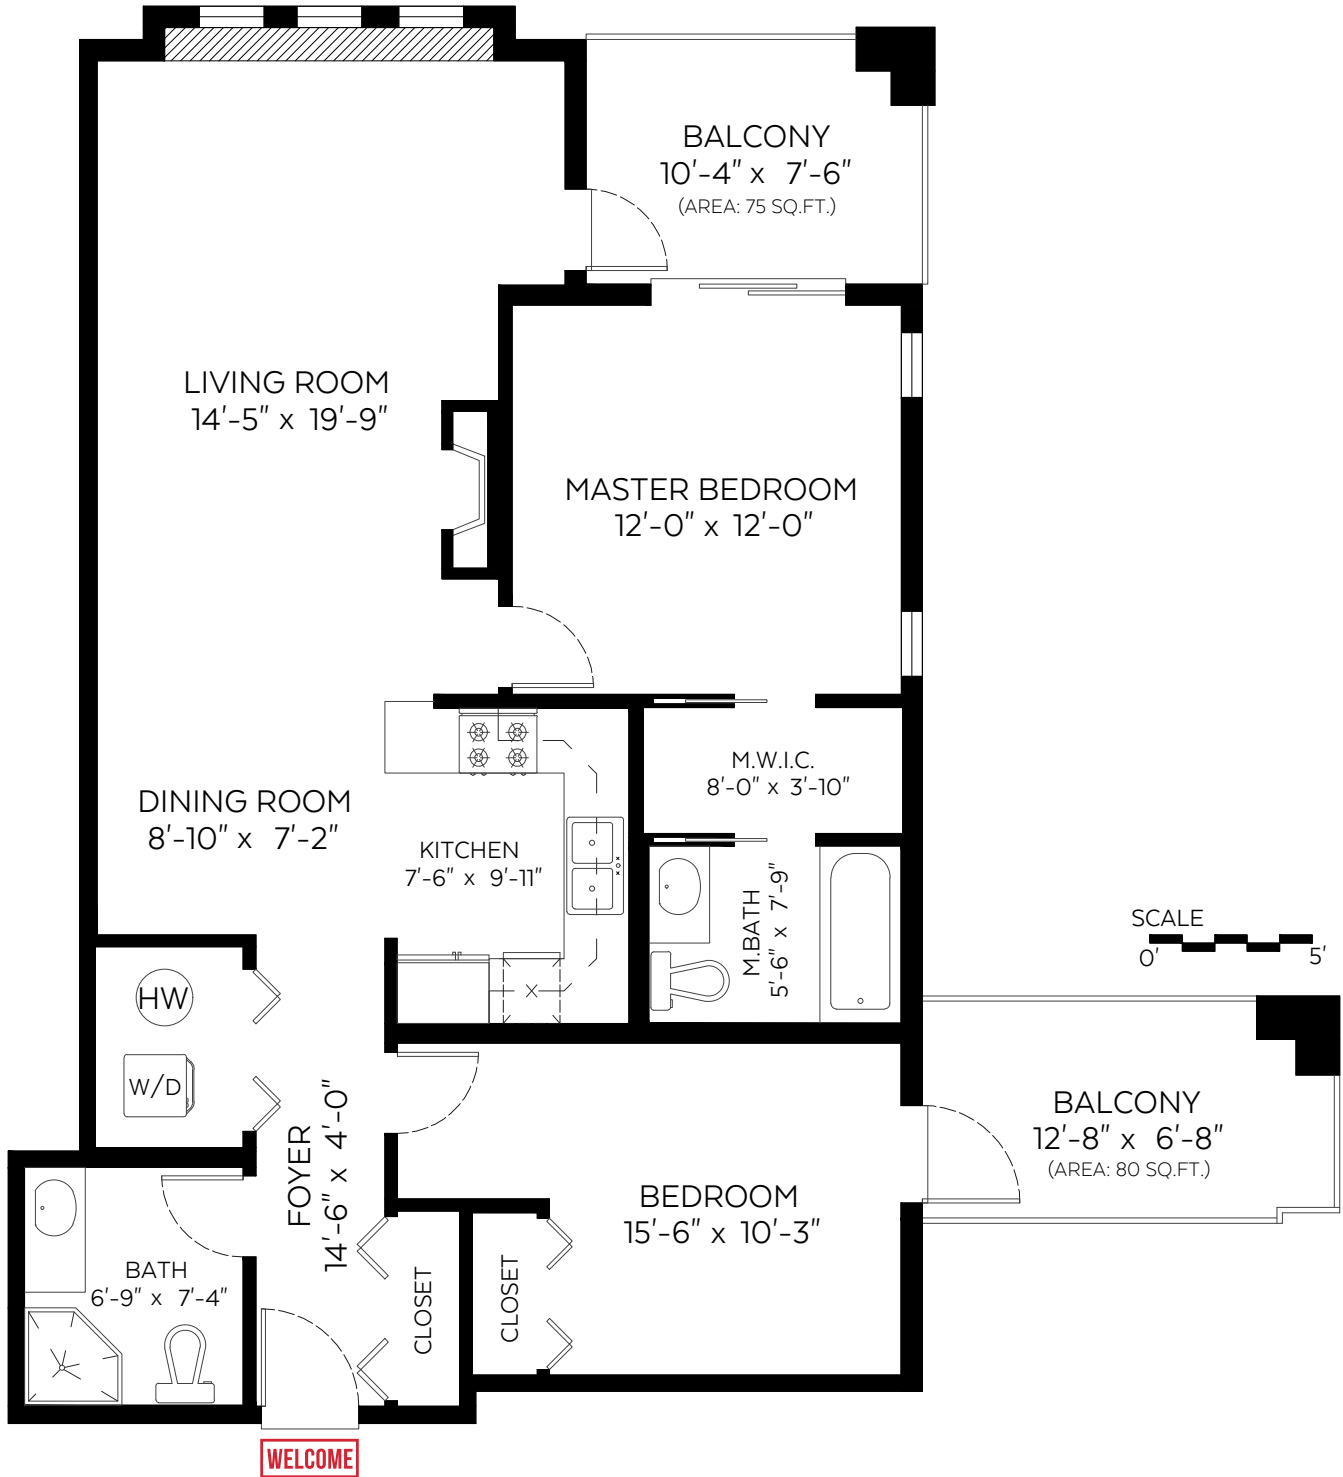 BALCONY
10'-4" x 7'-6"
(AREA: 75 SQ.FT.)
LIVING ROOM
14'-5" x 19'-9"
MASTER BEDROOM
12'-0" x 12'-0"
M.W.I.C.
8'-0" x 3'-10"
DINING ROOM
8'-10" x 7'-2"
KITCHEN
7'-6" x 9'-11"
M.BATH
5'-6" x 7'-9"
SCALE
0' 5'
HW
W/D
FOYER
14'-6" x 4'-0"
BALCONY
12'-8" x 6'-8"
(AREA: 80 SQ.FT.)
BEDROOM
15'-6" x 10'-3"
BATH
6'-9" x 7'-4"
CLOSET
CLOSET
WELCOME